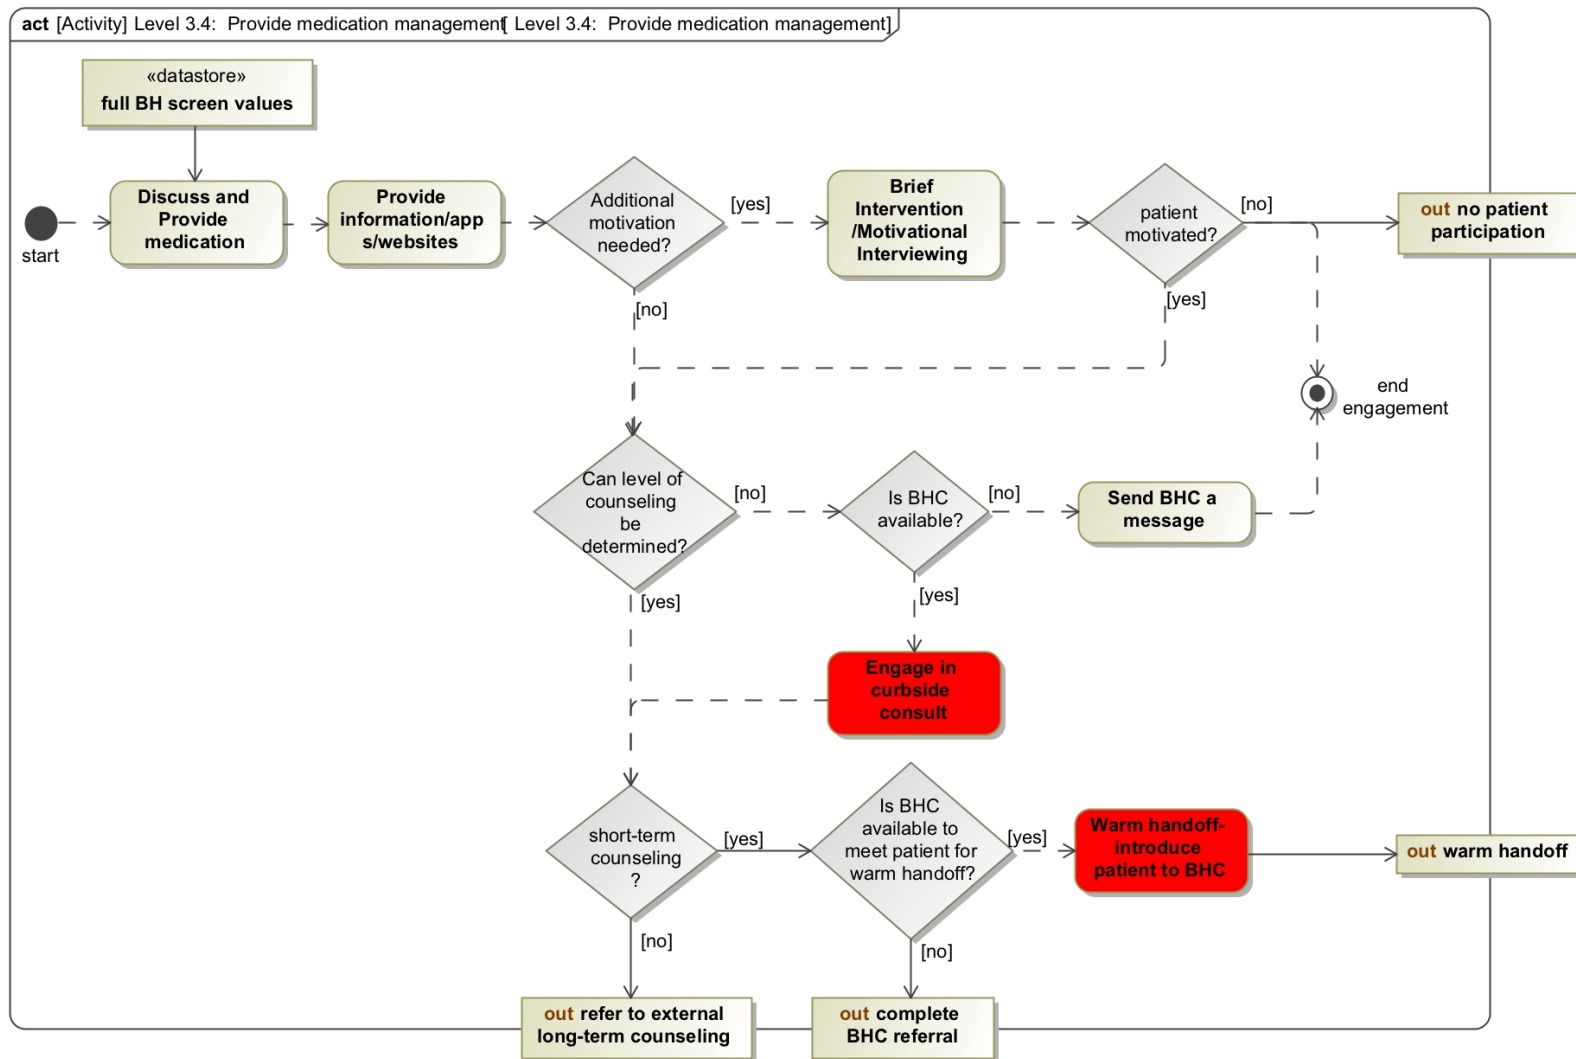 act [Activity] Level 3.4:  Provide medication management[ Level 3.4:  Provide medication management]
«datastore»
full BH screen values
start
Discuss and
Provide
medication
Provide
information/app
s/websites
Additional
motivation
needed?
[yes]
[no]
Brief
Intervention
/Motivational
Interviewing
patient
motivated?
[no]
[yes]
out no patient
participation
end
engagement
Can level of
counseling
be
determined?
[no]
[yes]
Is BHC
available?
[no]
[yes]
Send BHC a
message
Engage in
curbside
consult
short-term
counseling
?
[yes]
[no]
Is BHC
available to
meet patient for
warm handoff?
[yes]
[no]
Warm handoff-
introduce
patient to BHC
out warm handoff
out refer to external
long-term counseling
out complete
BHC referral